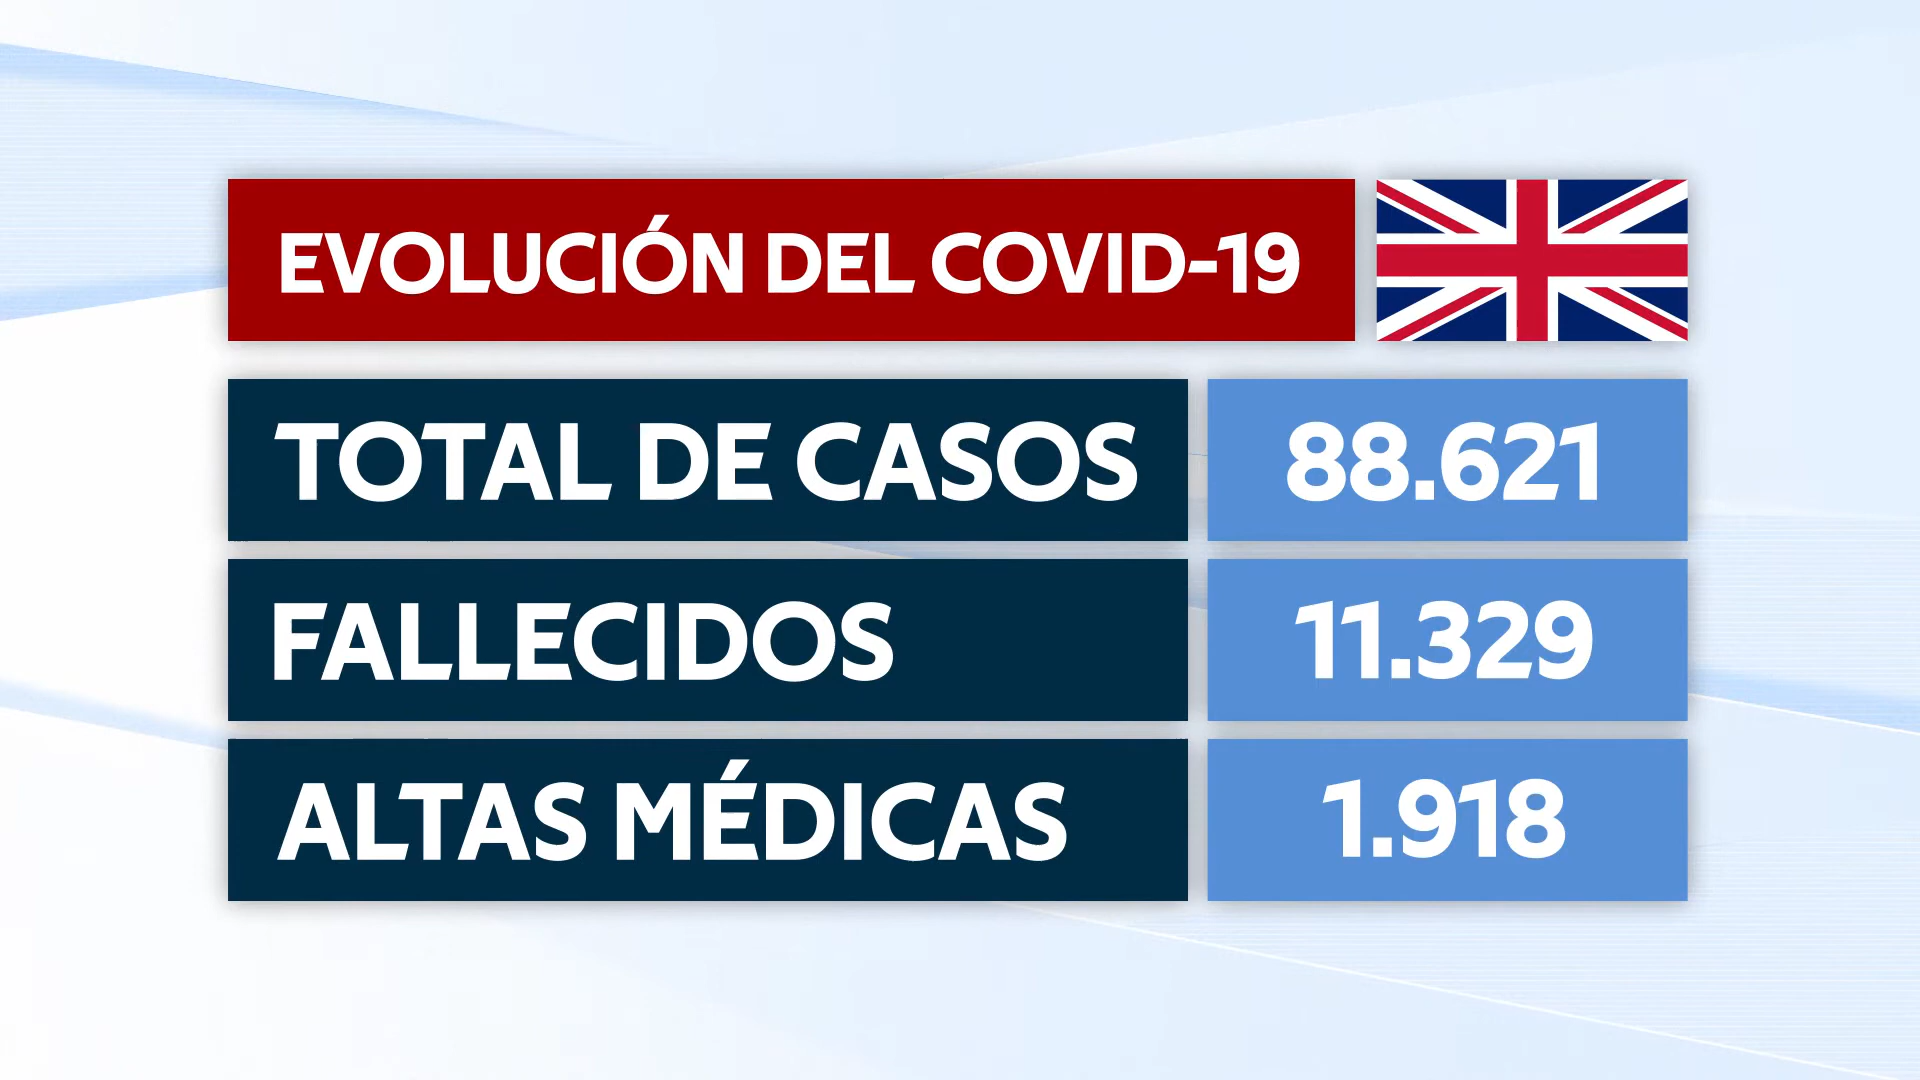 EVOLUCIÓN DEL COVID-19
TOTAL DE CASOS 88.621
FALLECIDOS 11.329
ALTAS MÉDICAS 1.918